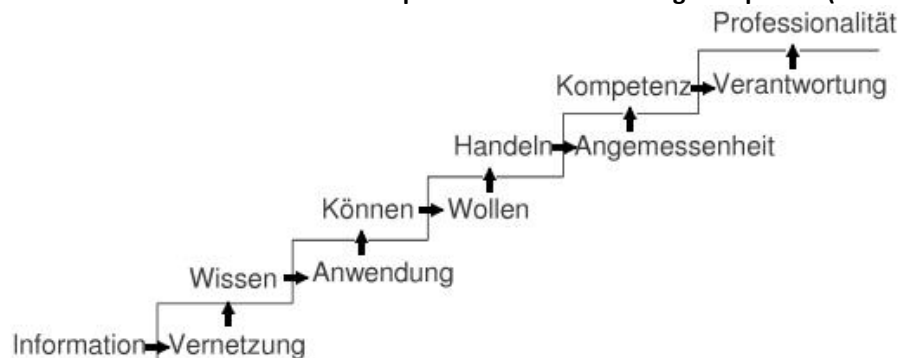 Professionalität
Kompetenz Verantwortung
Handeln Angemessenheit
Können Wollen
Wissen Anwendung
Information Vernetzung